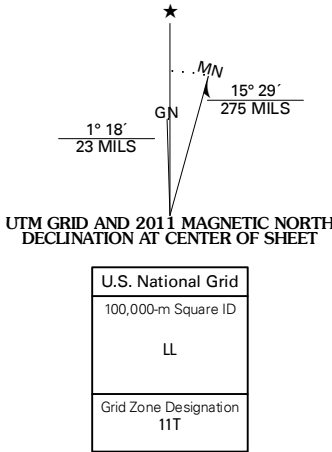 ★
MN
GN
15° 29´
275 MILS
1° 18´
23 MILS
UTM GRID AND 2011 MAGNETIC NORTH
DECLINATION AT CENTER OF SHEET
U.S. National Grid
100,000-m Square ID
LL
Grid Zone Designation
11T